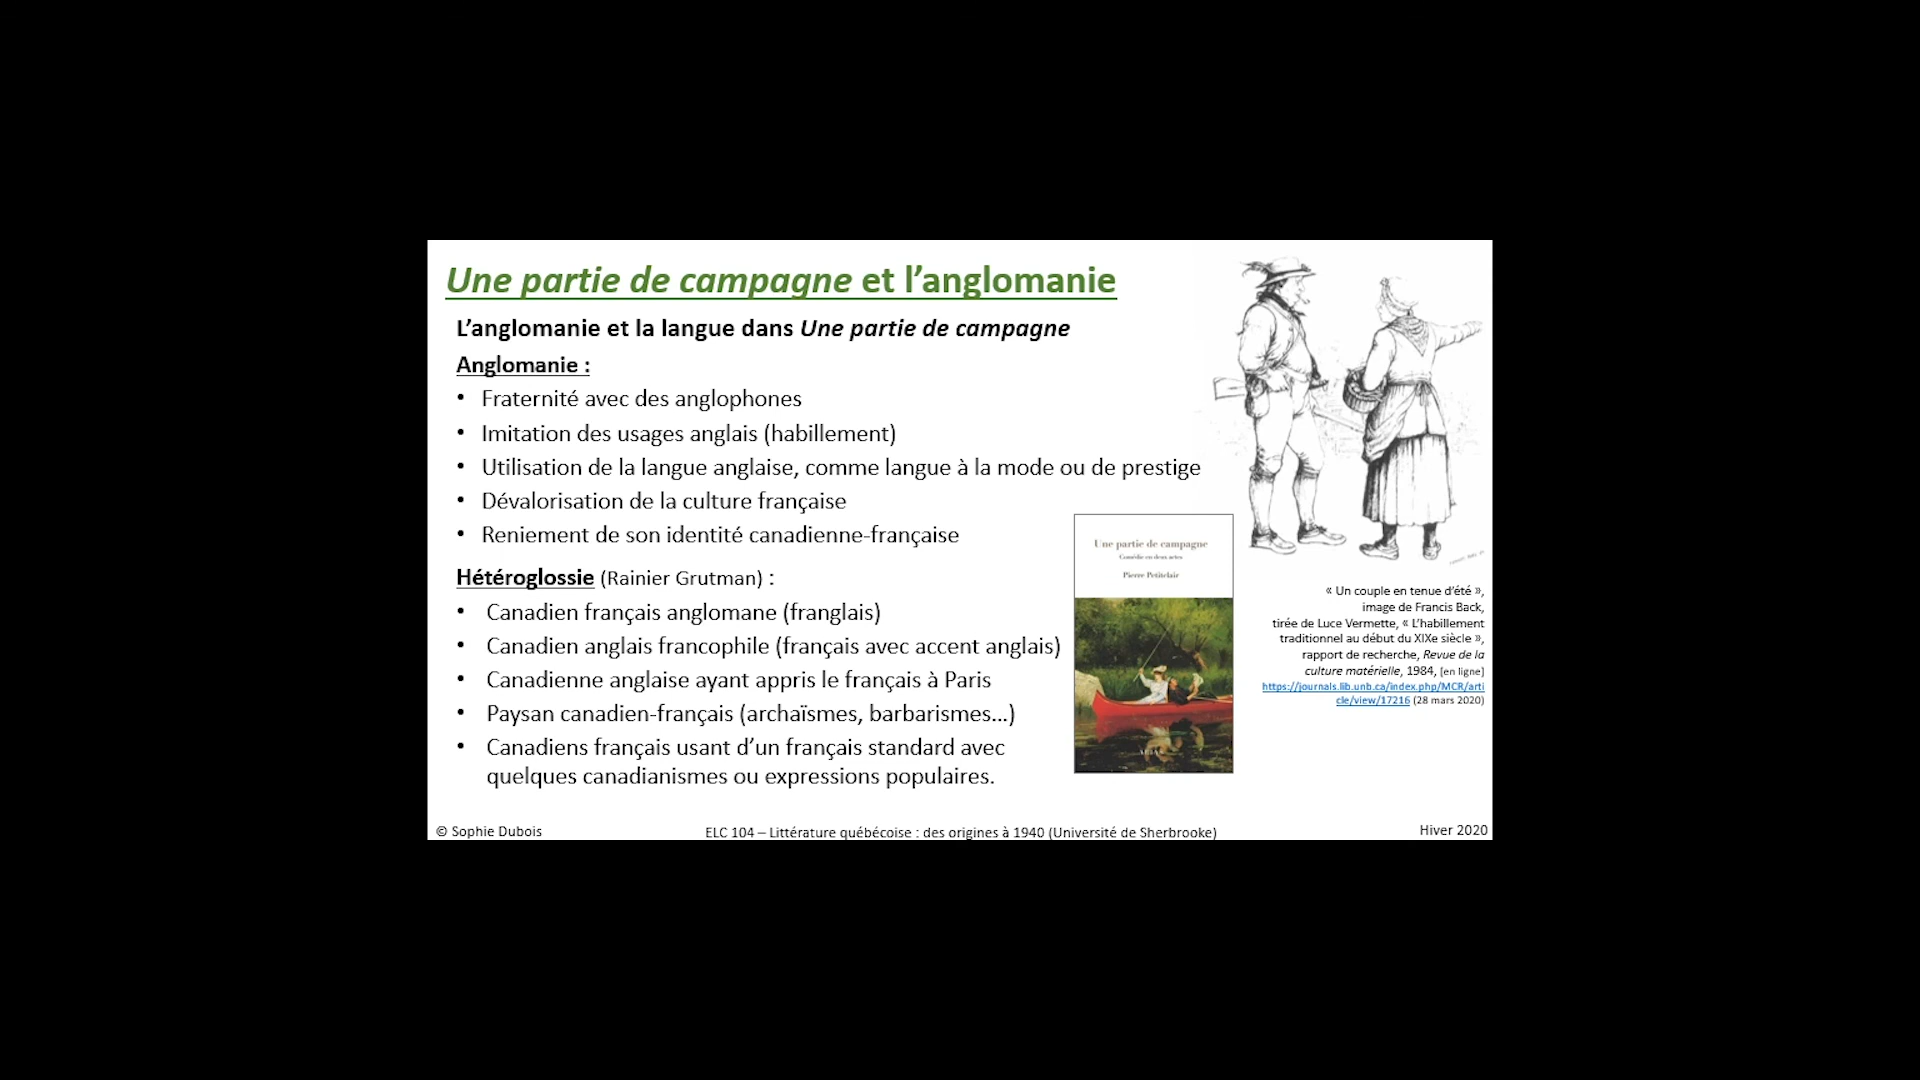 Une partie de campagne et l’anglomanie
L’anglomanie et la langue dans Une partie de campagne
Anglomanie :
• Fraternité avec des anglophones
• Imitation des usages anglais (habillement)
• Utilisation de la langue anglaise, comme langue à la mode ou de prestige
• Dévalorisation de la culture française
• Reniement de son identité canadienne-française
Hétéroglossie (Rainier Grutman) :
• Canadien français anglomane (franglais)
• Canadien anglais francophile (français avec accent anglais)
• Canadienne anglaise ayant appris le français à Paris
• Paysan canadien-français (archaïsmes, barbarismes…)
• Canadiens français usant d’un français standard avec
quelques canadianismes ou expressions populaires.
Une partie de campagne
Comédie en deux actes
Pierre Petitclair
« Un couple en tenue d’été »,
image de Francis Back,
tirée de Luce Vermette, « L’habillement
traditionnel au début du XIXe siècle »,
rapport de recherche, Revue de la
culture matérielle, 1984, [en ligne]
https://journals.lib.unb.ca/index.php/MCR/arti
cle/view/17216 (28 mars 2020)
© Sophie Dubois
ELC 104 – Littérature québécoise : des origines à 1940 (Université de Sherbrooke)
Hiver 2020